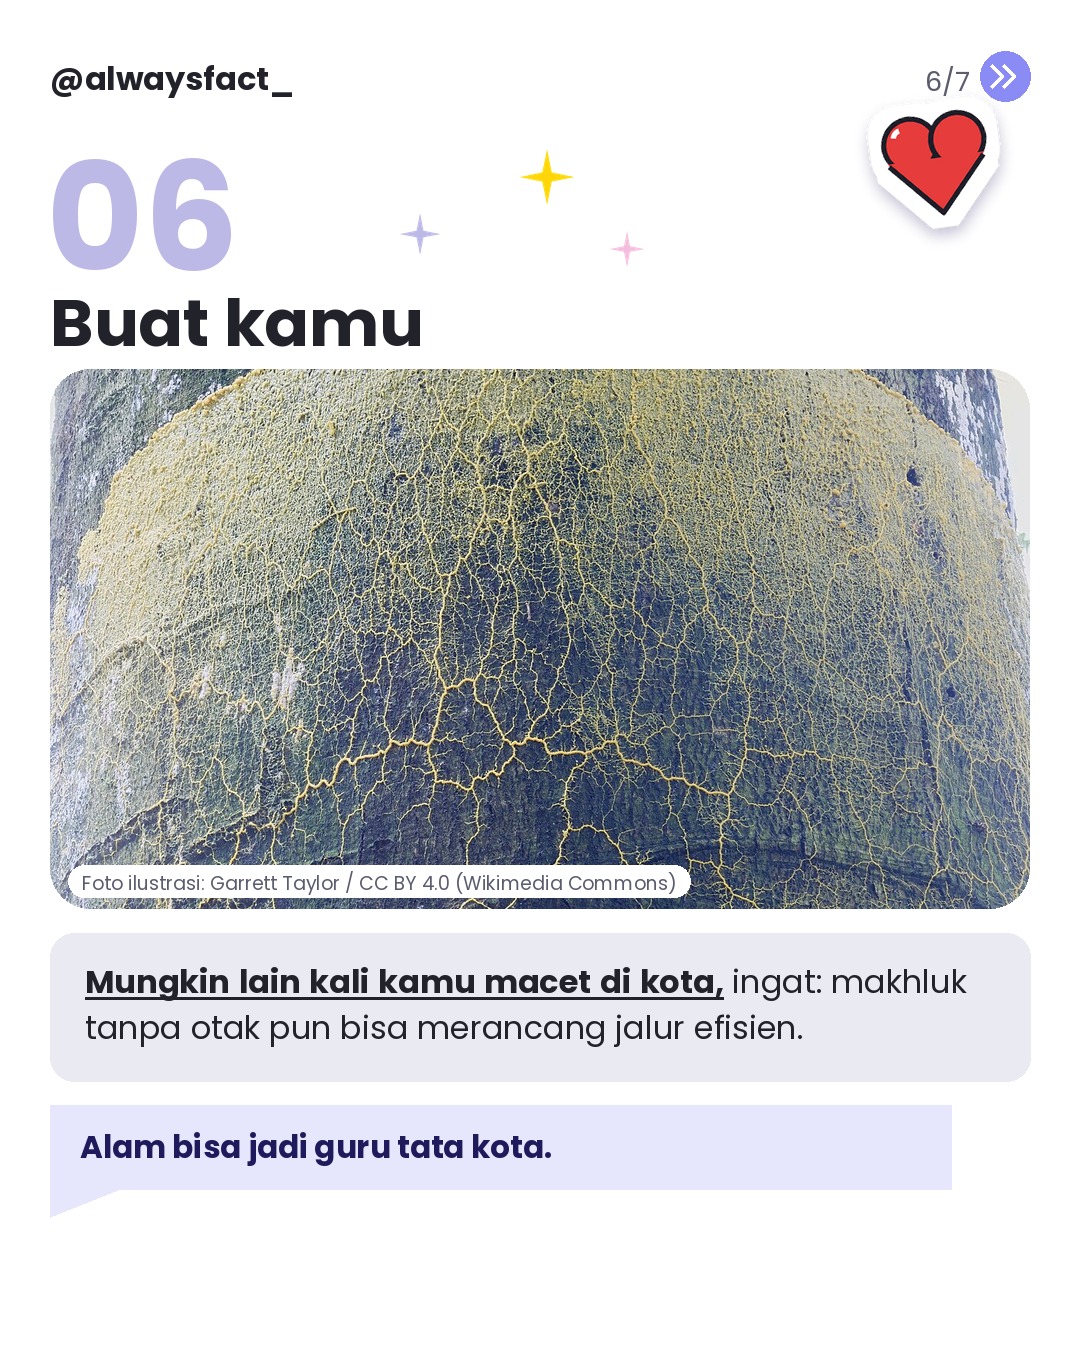 @alwaysfact_
6/7
06
Buat kamu
Foto ilustrasi: Garrett Taylor / CC BY 4.0 (Wikimedia Commons)
Mungkin lain kali kamu macet di kota, ingat: makhluk
tanpa otak pun bisa merancang jalur efisien.
Alam bisa jadi guru tata kota.